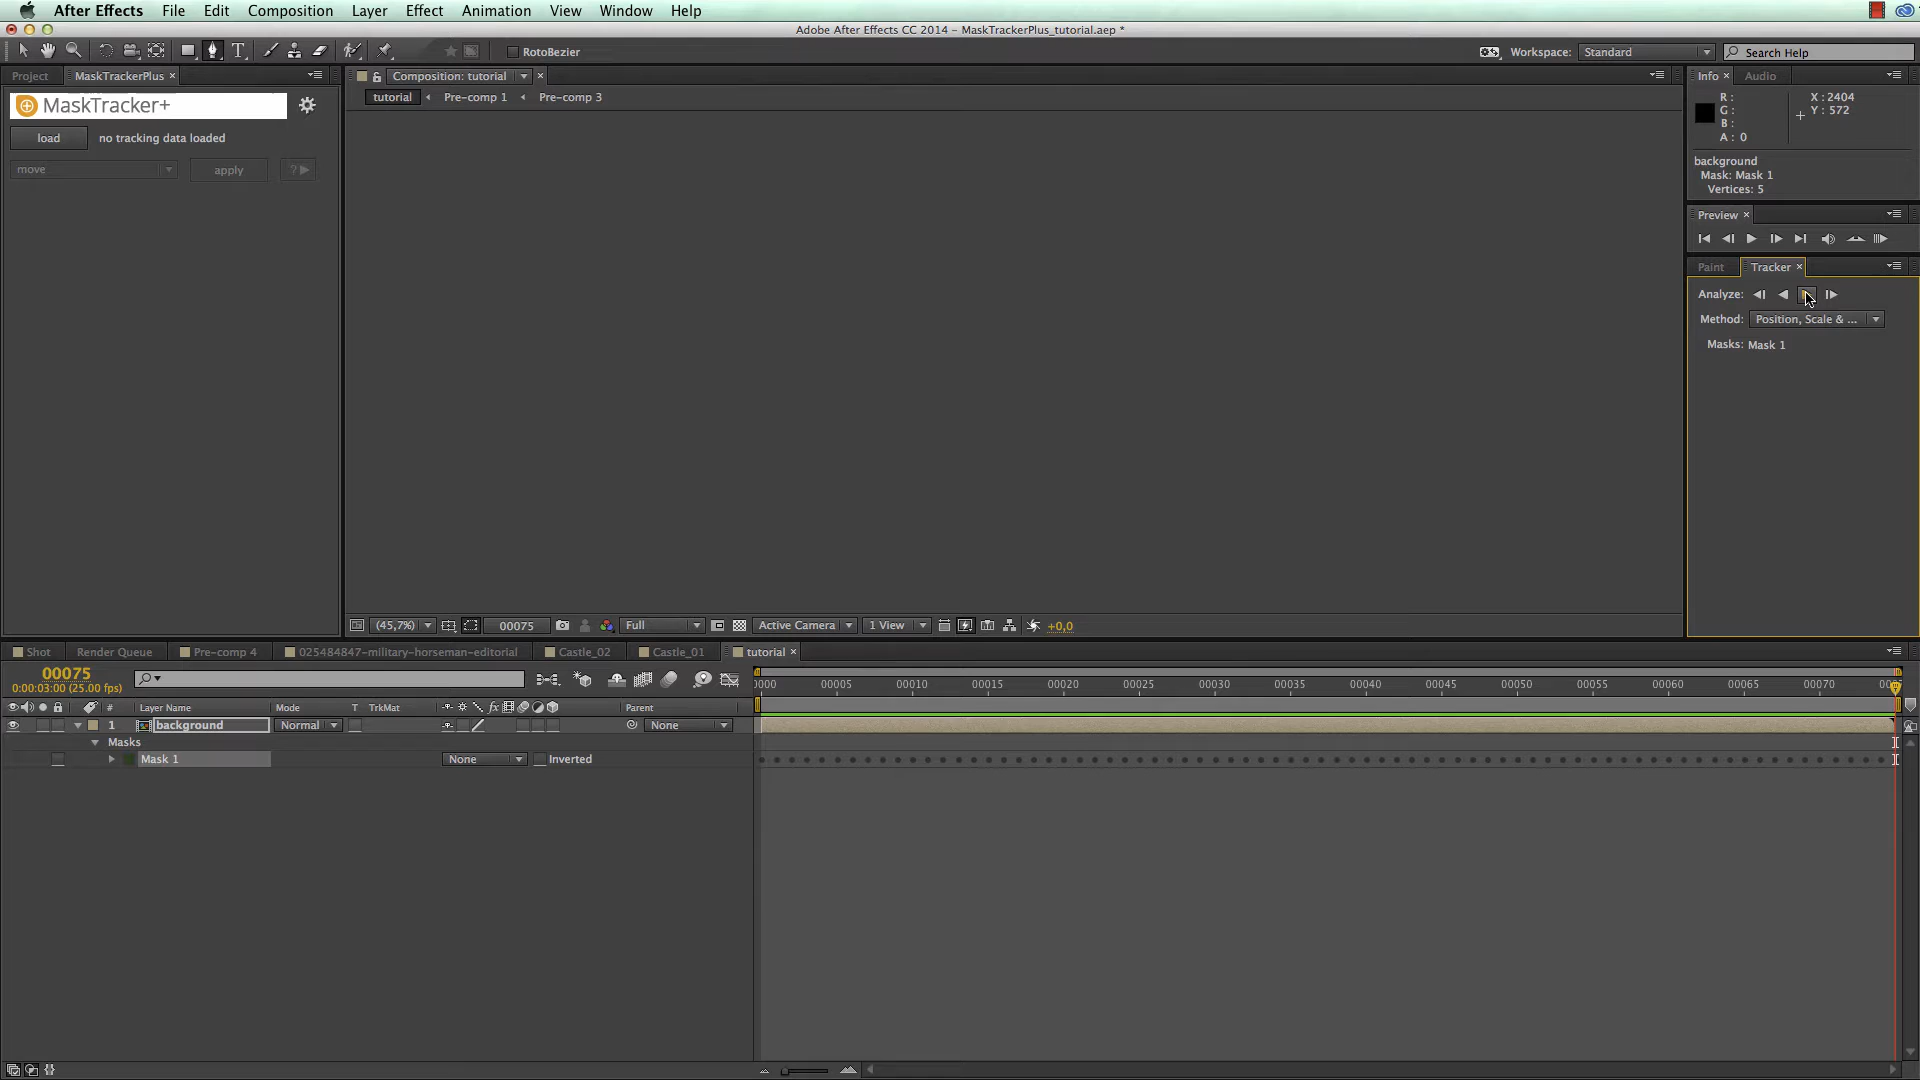 After Effects File Edit Composition Layer Effect Animation View Window Help
Adobe After Effects CC 2014 – MaskTrackerPlus_tutorial.aep *
T RotoBezier Workspace: Standard Search Help
Project MaskTrackerPlus ×
MaskTracker+
load no tracking data loaded
move apply ?
Composition: tutorial ×
tutorial Pre-comp 1 Pre-comp 3
Info × Audio
R : X : 2404
G : Y : 572
B :
A : 0
background
Mask: Mask 1
Vertices: 5
Preview ×
Paint Tracker ×
Analyze:
Method: Position, Scale & ...
Masks: Mask 1
(45,7%) 00075 Full Active Camera 1 View +0,0
Shot Render Queue Pre-comp 4 025484847-military-horseman-editorial Castle_02 Castle_01 tutorial ×
00075
0:00:03:00 (25.00 fps)
0000 00005 00010 00015 00020 00025 00030 00035 00040 00045 00050 00055 00060 00065 00070 00
# Layer Name Mode T TrkMat fx Parent
1 background Normal None
Masks
Mask 1 None Inverted